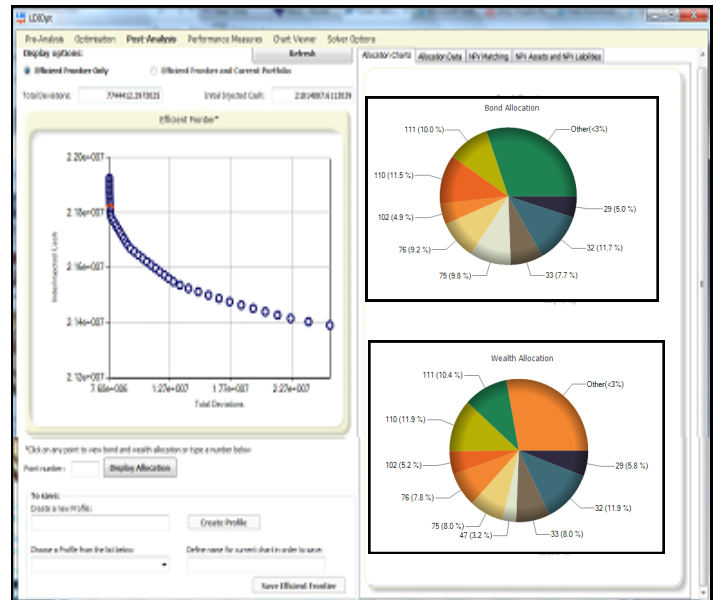 LDIOpt
Pre-Analysis Optimisation Post-Analysis Performance Measures Chart Viewer Solver Options
Display options:
Refresh
Efficient Frontier Only
Efficient Frontier and Current Portfolio
Total Deviations:
Initial Injected Cash:
Efficient Frontier*
2.20e+007
2.18e+007
2.16e+007
2.14e+007
2.12e+007
Initial Injected Cash
7.68e+006 1.27e+007 1.77e+007 2.27e+007
Total Deviations
*Click on any point to view bond and wealth allocation or type a number below
Point number:
Display Allocation
To save:
Create a new Profile:
Create Profile
Choose a Profile from the list below:
Define name for current chart in order to save:
Save Efficient Frontier
Allocation Charts Allocation Data NPV Matching NPV Assets and NPV Liabilities
Bond Allocation
111 (10.0 %)
Other(<3%)
110 (11.5 %)
102 (4.9 %)
29 (5.0 %)
76 (9.2 %)
32 (11.7 %)
75 (9.8 %)
33 (7.7 %)
Wealth Allocation
111 (10.4 %)
Other(<3%)
110 (11.9 %)
102 (5.2 %)
29 (5.8 %)
76 (7.8 %)
32 (11.9 %)
75 (8.0 %)
47 (3.2 %)
33 (8.0 %)